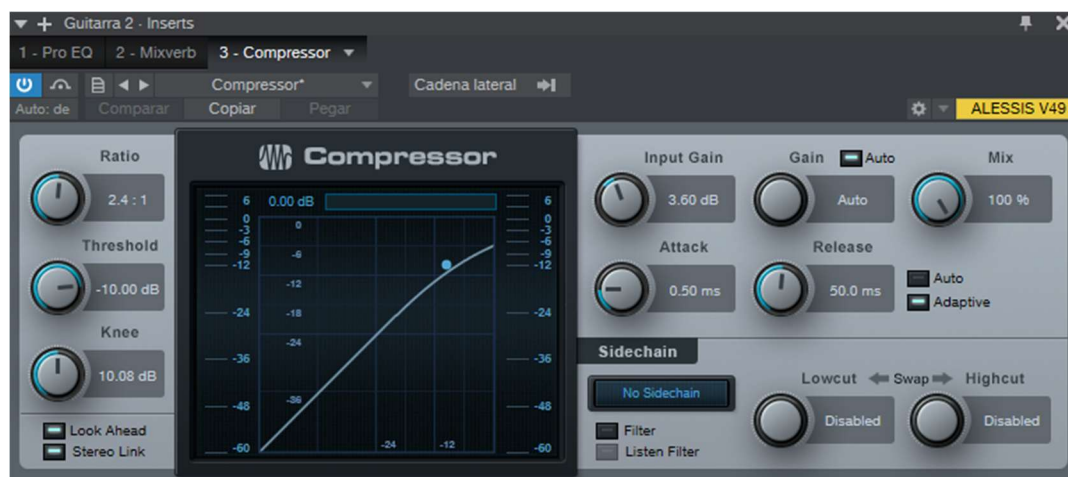 Guitarra 2 - Inserts
1 - Pro EQ 2 - Mixverb 3 - Compressor
Compressor* Cadena lateral
Auto: de Comparar Copiar Pegar ALESSIS V49
Ratio
2.4 : 1
Threshold
-10.00 dB
Knee
10.08 dB
Look Ahead
Stereo Link
Compressor
6 0.00 dB 6
0 0 0
-3 -3
-6 -6 -6
-9 -9
-12 -12
-12
-24 -18 -24
-24
-36 -36
-36
-48 -48
-60 -24 -12 -60
Input Gain Gain Auto Mix
3.60 dB Auto 100 %
Attack Release
0.50 ms 50.0 ms Auto
Adaptive
Sidechain
No Sidechain
Filter
Listen Filter
Lowcut Swap Highcut
Disabled Disabled